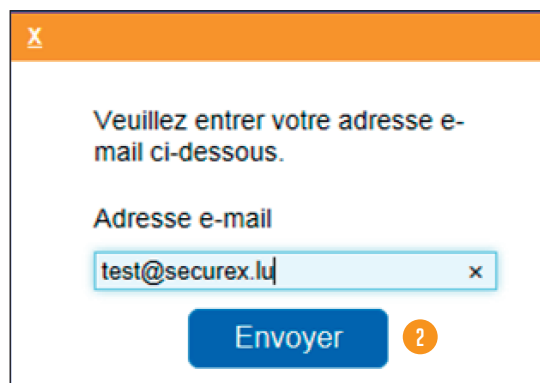 X
Veuillez entrer votre adresse e-
mail ci-dessous.
Adresse e-mail
test@securex.lu ×
Envoyer 2